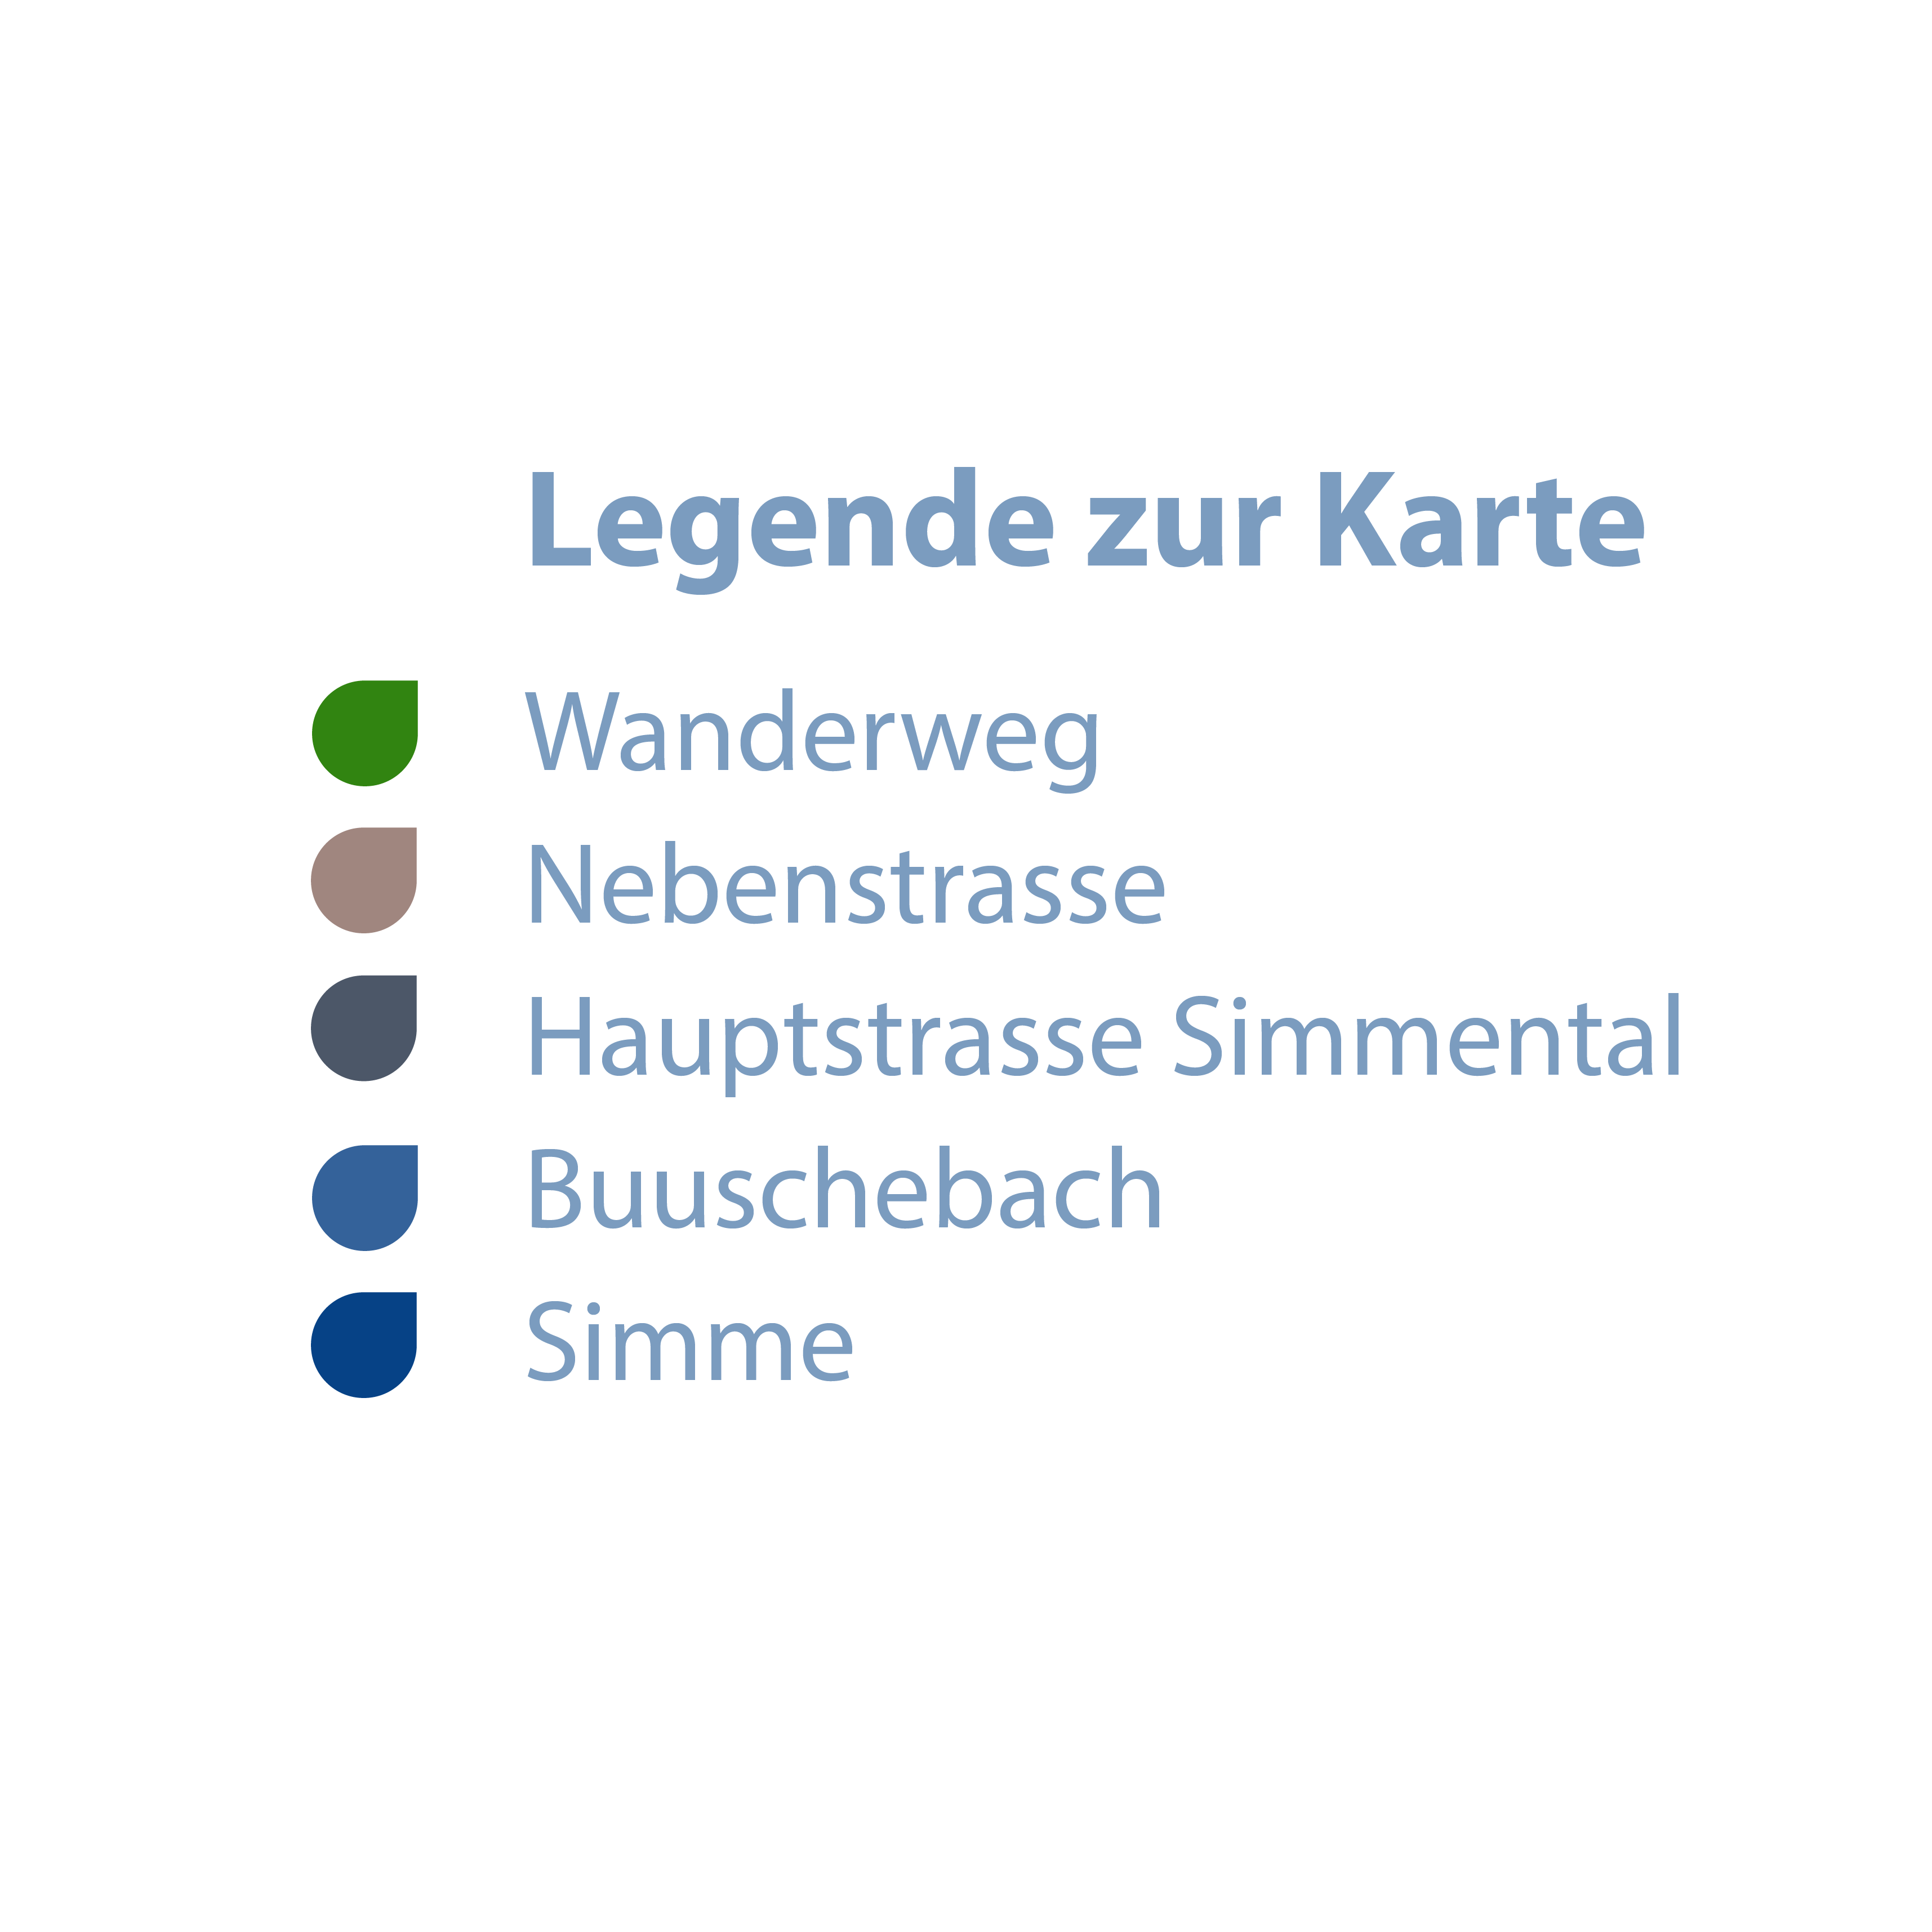 Legende zur Karte
Wanderweg
Nebenstrasse
Hauptstrasse Simmental
Buuschebach
Simme